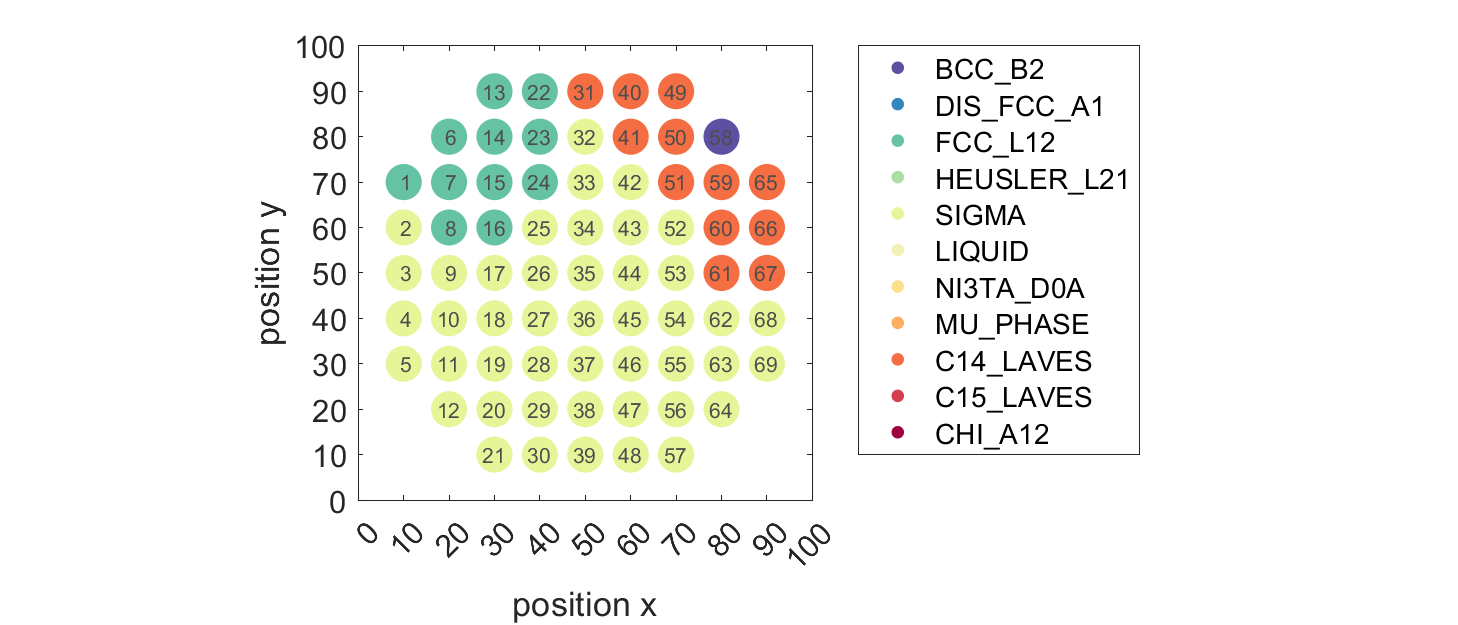 100
90
80
70
60
50
40
30
20
10
0
position y
13 22 31 40 49
6 14 23 32 41 50 58
1 7 15 24 33 42 51 59 65
2 8 16 25 34 43 52 60 66
3 9 17 26 35 44 53 61 67
4 10 18 27 36 45 54 62 68
5 11 19 28 37 46 55 63 69
12 20 29 38 47 56 64
21 30 39 48 57
0 10 20 30 40 50 60 70 80 90 100
position x
BCC_B2
DIS_FCC_A1
FCC_L12
HEUSLER_L21
SIGMA
LIQUID
NI3TA_D0A
MU_PHASE
C14_LAVES
C15_LAVES
CHI_A12